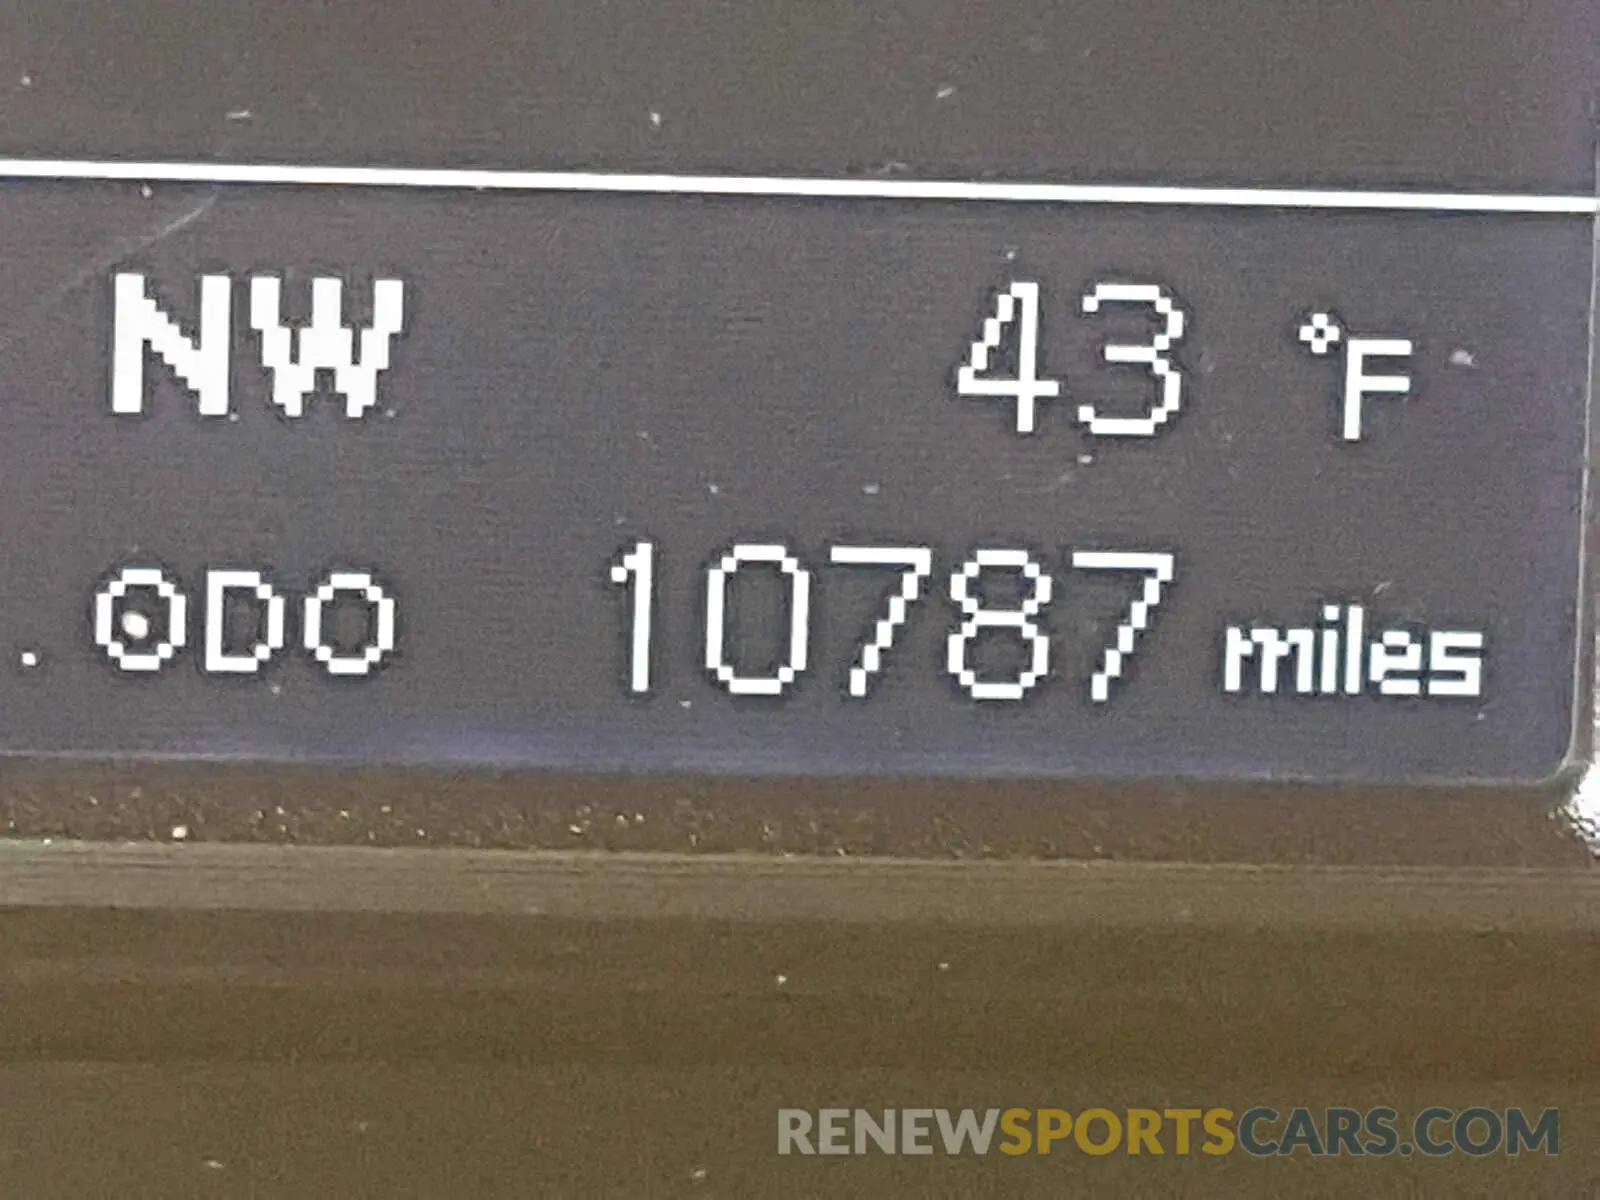 NW 43 °F
. ODO 10787 miles
RENEWSPORTSCARS.COM